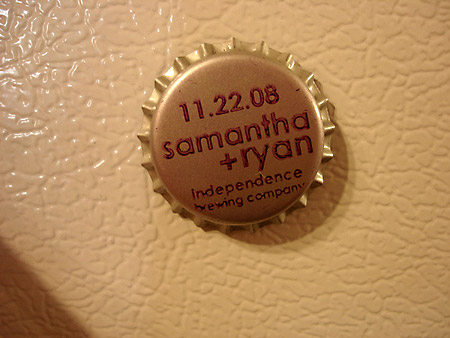 11.22.08
samantha
+ryan
independence
brewing company